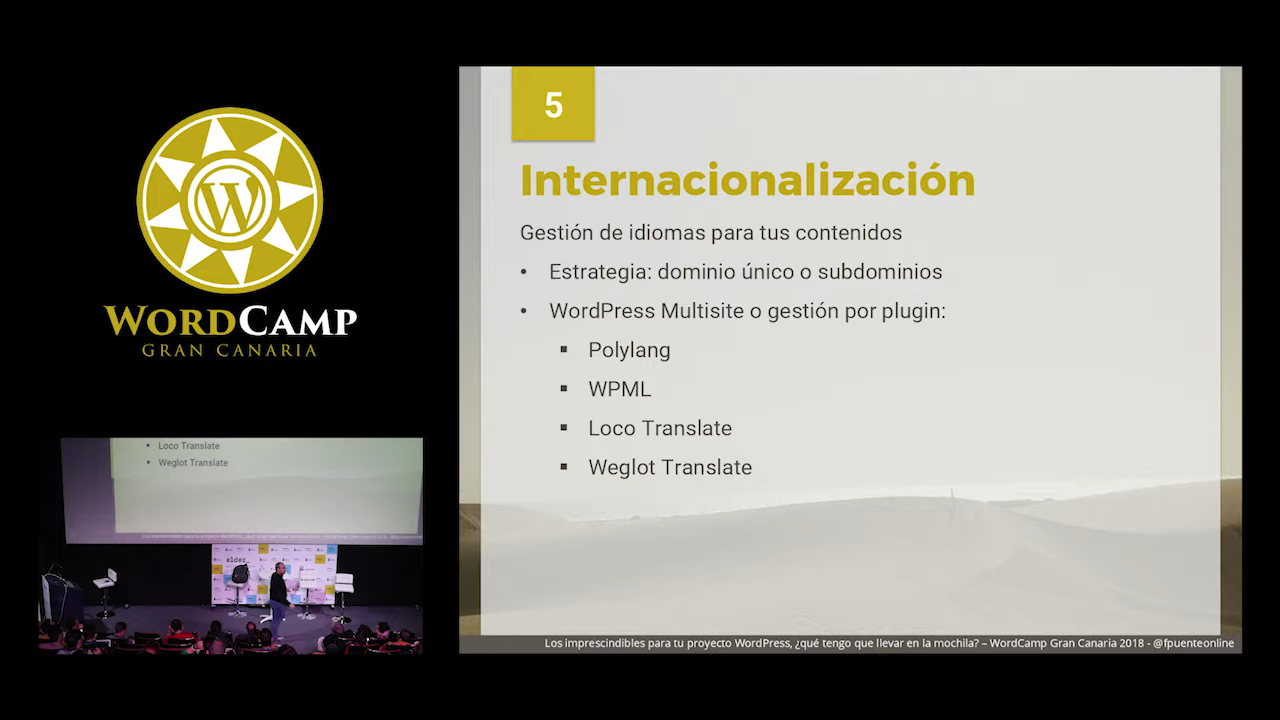 WORDCAMP
GRAN CANARIA
5
Internacionalización
Gestión de idiomas para tus contenidos
• Estrategia: dominio único o subdominios
• WordPress Multisite o gestión por plugin:
▪ Polylang
▪ WPML
▪ Loco Translate
▪ Weglot Translate
Los imprescindibles para tu proyecto WordPress, ¿qué tengo que llevar en la mochila? – WordCamp Gran Canaria 2018 - @fpuenteonline
▪ Loco Translate
▪ Weglot Translate
elder